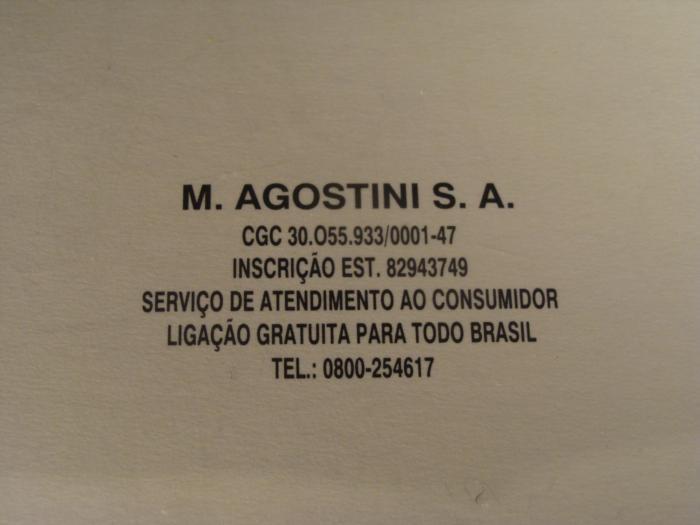 M. AGOSTINI S. A.
CGC 30.O55.933/0001-47
INSCRIÇÃO EST. 82943749
SERVIÇO DE ATENDIMENTO AO CONSUMIDOR
LIGAÇÃO GRATUITA PARA TODO BRASIL
TEL.: 0800-254617